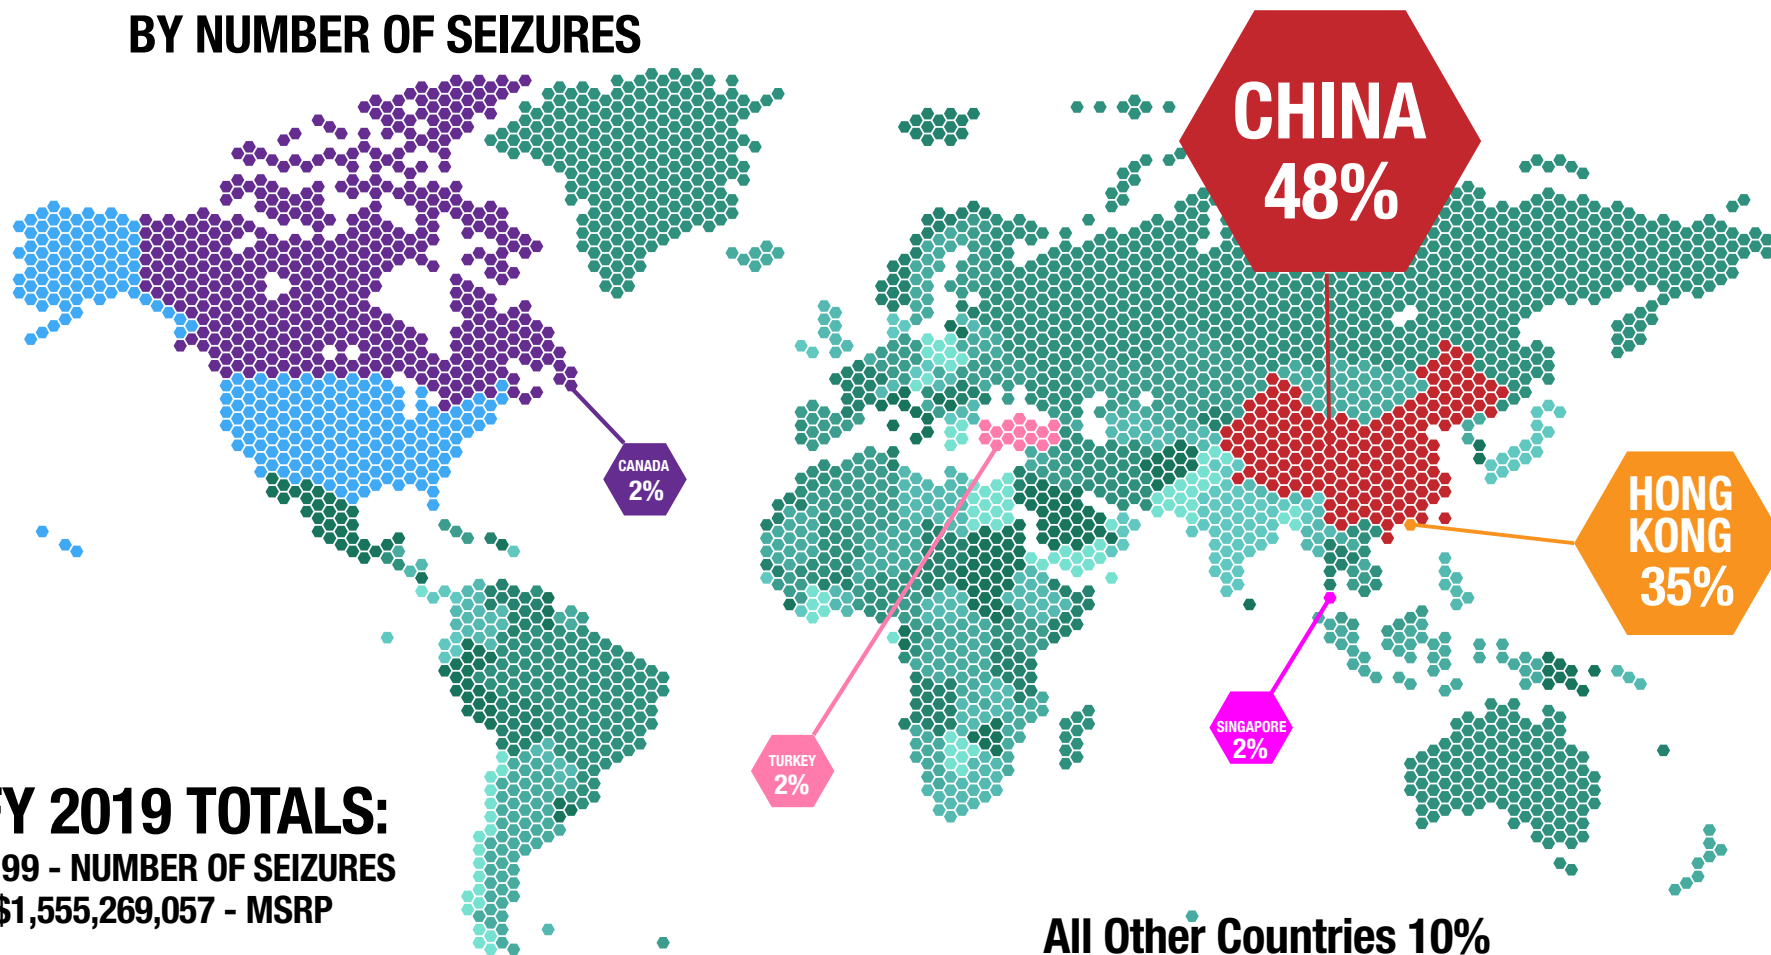 BY NUMBER OF SEIZURES
CHINA
48%
CANADA
2%
HONG
KONG
35%
SINGAPORE
2%
TURKEY
2%
FY 2019 TOTALS:
99 - NUMBER OF SEIZURES
$1,555,269,057 - MSRP
All Other Countries 10%